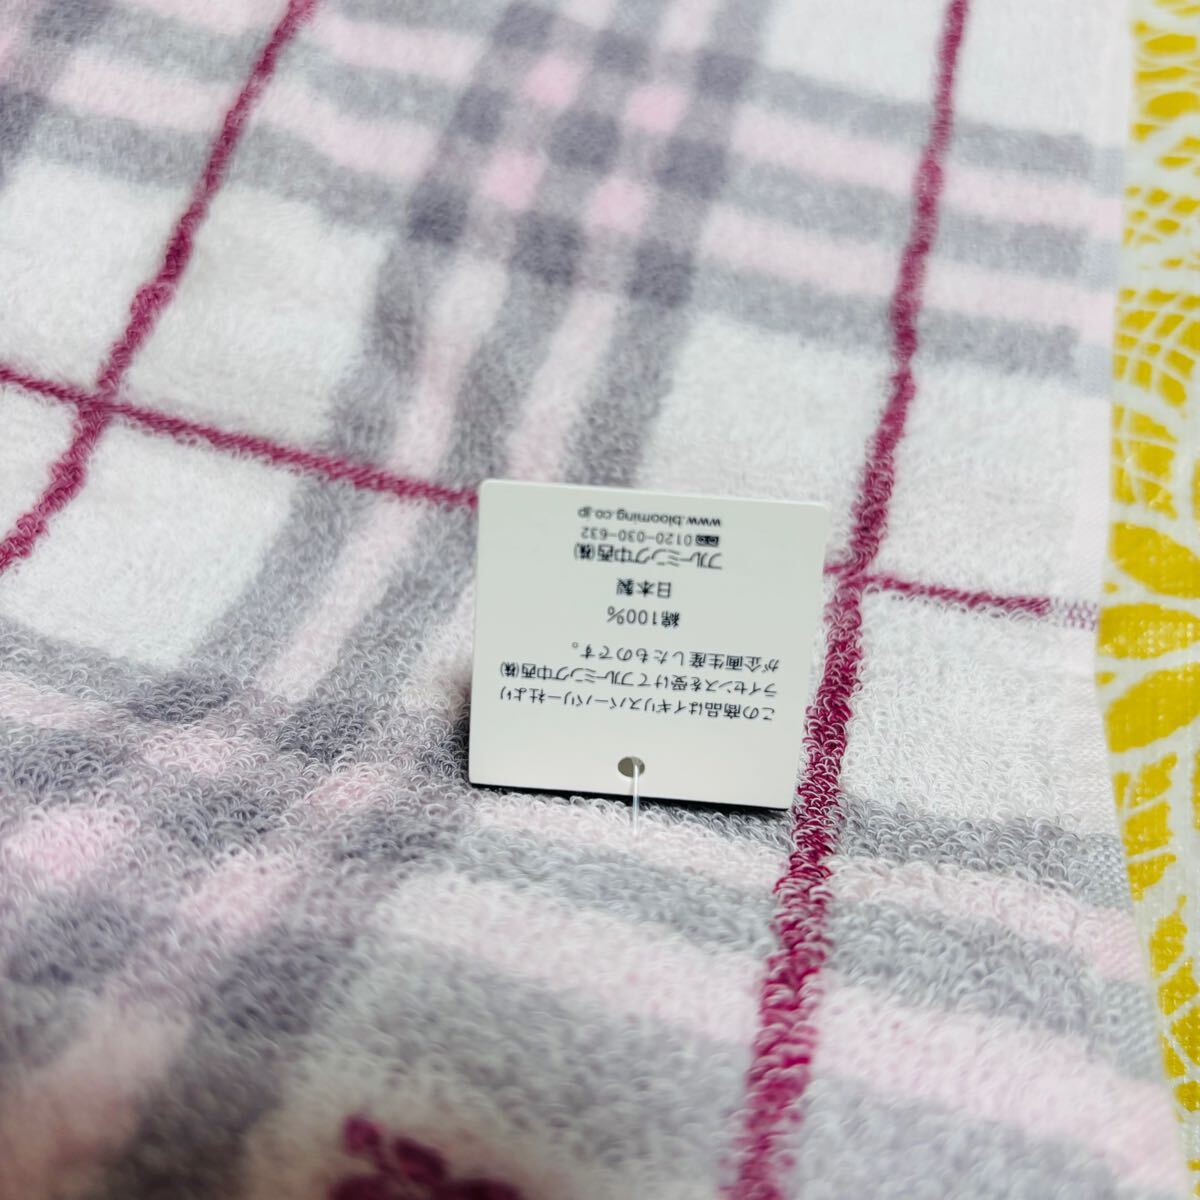 この商品はイギリスバーバリー社より
ライセンスを受けてブルーミング中西㈱
が企画生産したものです。
綿100%
日本製
ブルーミング中西㈱
0120-030-632
www.blooming.co.jp